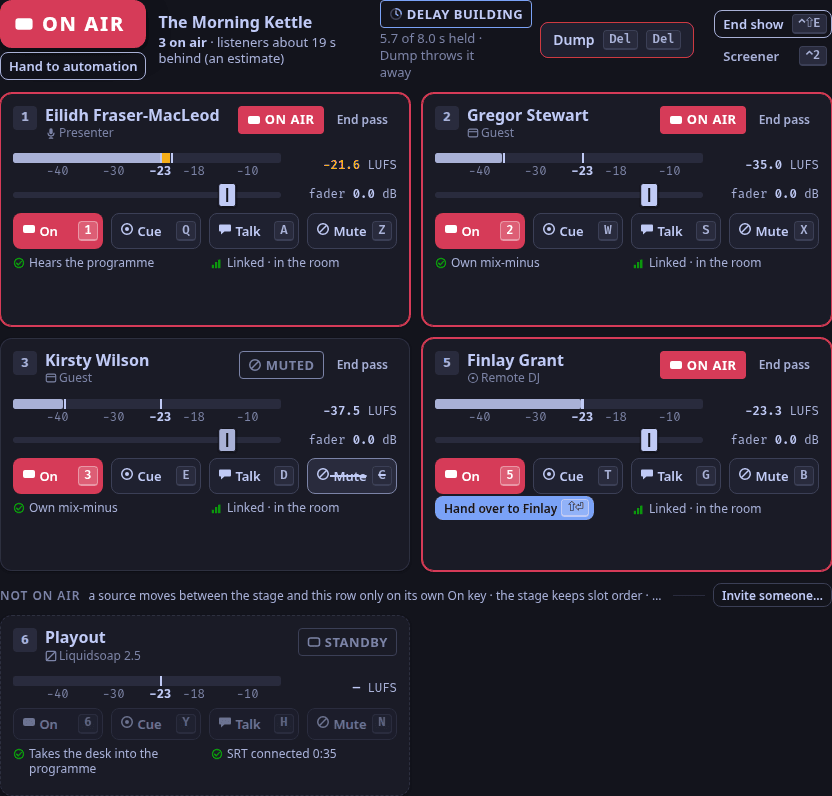 ON AIR
Hand to automation
The Morning Kettle
3 on air · listeners about 19 s
behind (an estimate)
DELAY BUILDING
5.7 of 8.0 s held ·
Dump throws it
away
Dump Del Del
End show ^⇧E
Screener ^2
1 Eilidh Fraser-MacLeod ON AIR End pass
Presenter
-40 -30 -23 -18 -10
-21.6 LUFS
fader 0.0 dB
On 1 Cue Q Talk A Mute Z
Hears the programme Linked · in the room
2 Gregor Stewart ON AIR End pass
Guest
-40 -30 -23 -18 -10
-35.0 LUFS
fader 0.0 dB
On 2 Cue W Talk S Mute X
Own mix-minus Linked · in the room
3 Kirsty Wilson MUTED End pass
Guest
-40 -30 -23 -18 -10
-37.5 LUFS
fader 0.0 dB
On 3 Cue E Talk D Mute C
Own mix-minus Linked · in the room
5 Finlay Grant ON AIR End pass
Remote DJ
-40 -30 -23 -18 -10
-23.3 LUFS
fader 0.0 dB
On 5 Cue T Talk G Mute B
Hand over to Finlay ⇧⏎ Linked · in the room
NOT ON AIR a source moves between the stage and this row only on its own On key · the stage keeps slot order · ... Invite someone...
6 Playout STANDBY
Liquidsoap 2.5
-40 -30 -23 -18 -10
– LUFS
On 6 Cue Y Talk H Mute N
Takes the desk into the
programme
SRT connected 0:35